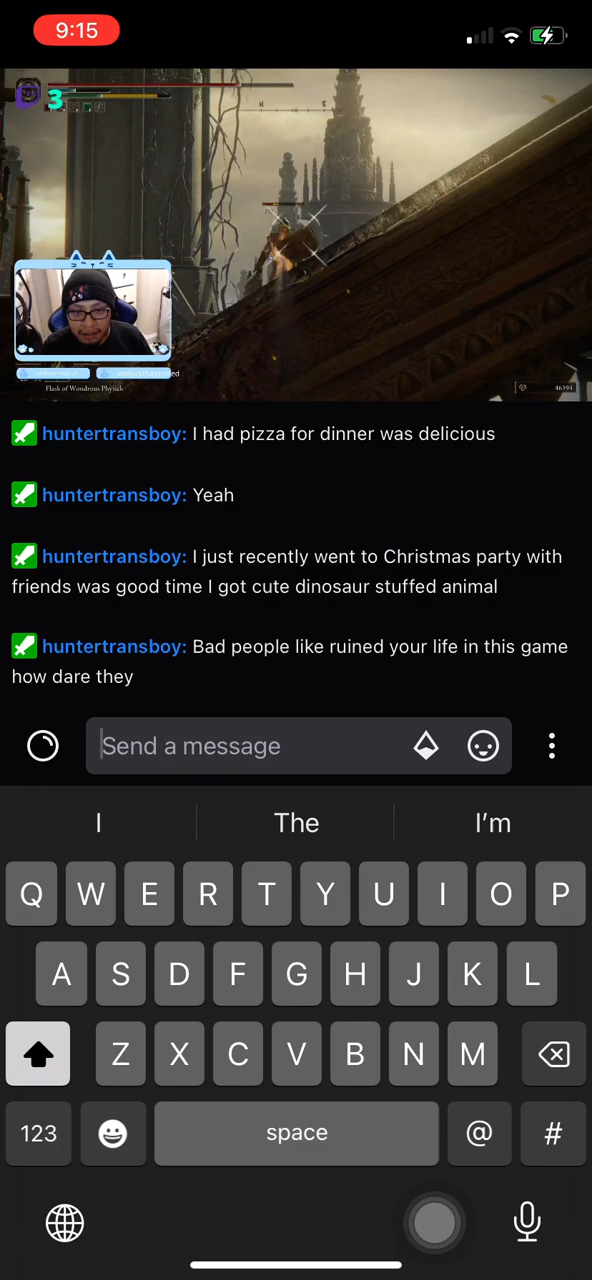 9:15
3
Flask of Wondrous Physick
46394
huntertransboy: I had pizza for dinner was delicious
huntertransboy: Yeah
huntertransboy: I just recently went to Christmas party with
friends was good time I got cute dinosaur stuffed animal
huntertransboy: Bad people like ruined your life in this game
how dare they
Send a message
I The I'm
Q W E R T Y U I O P
A S D F G H J K L
Z X C V B N M
123 space @ #